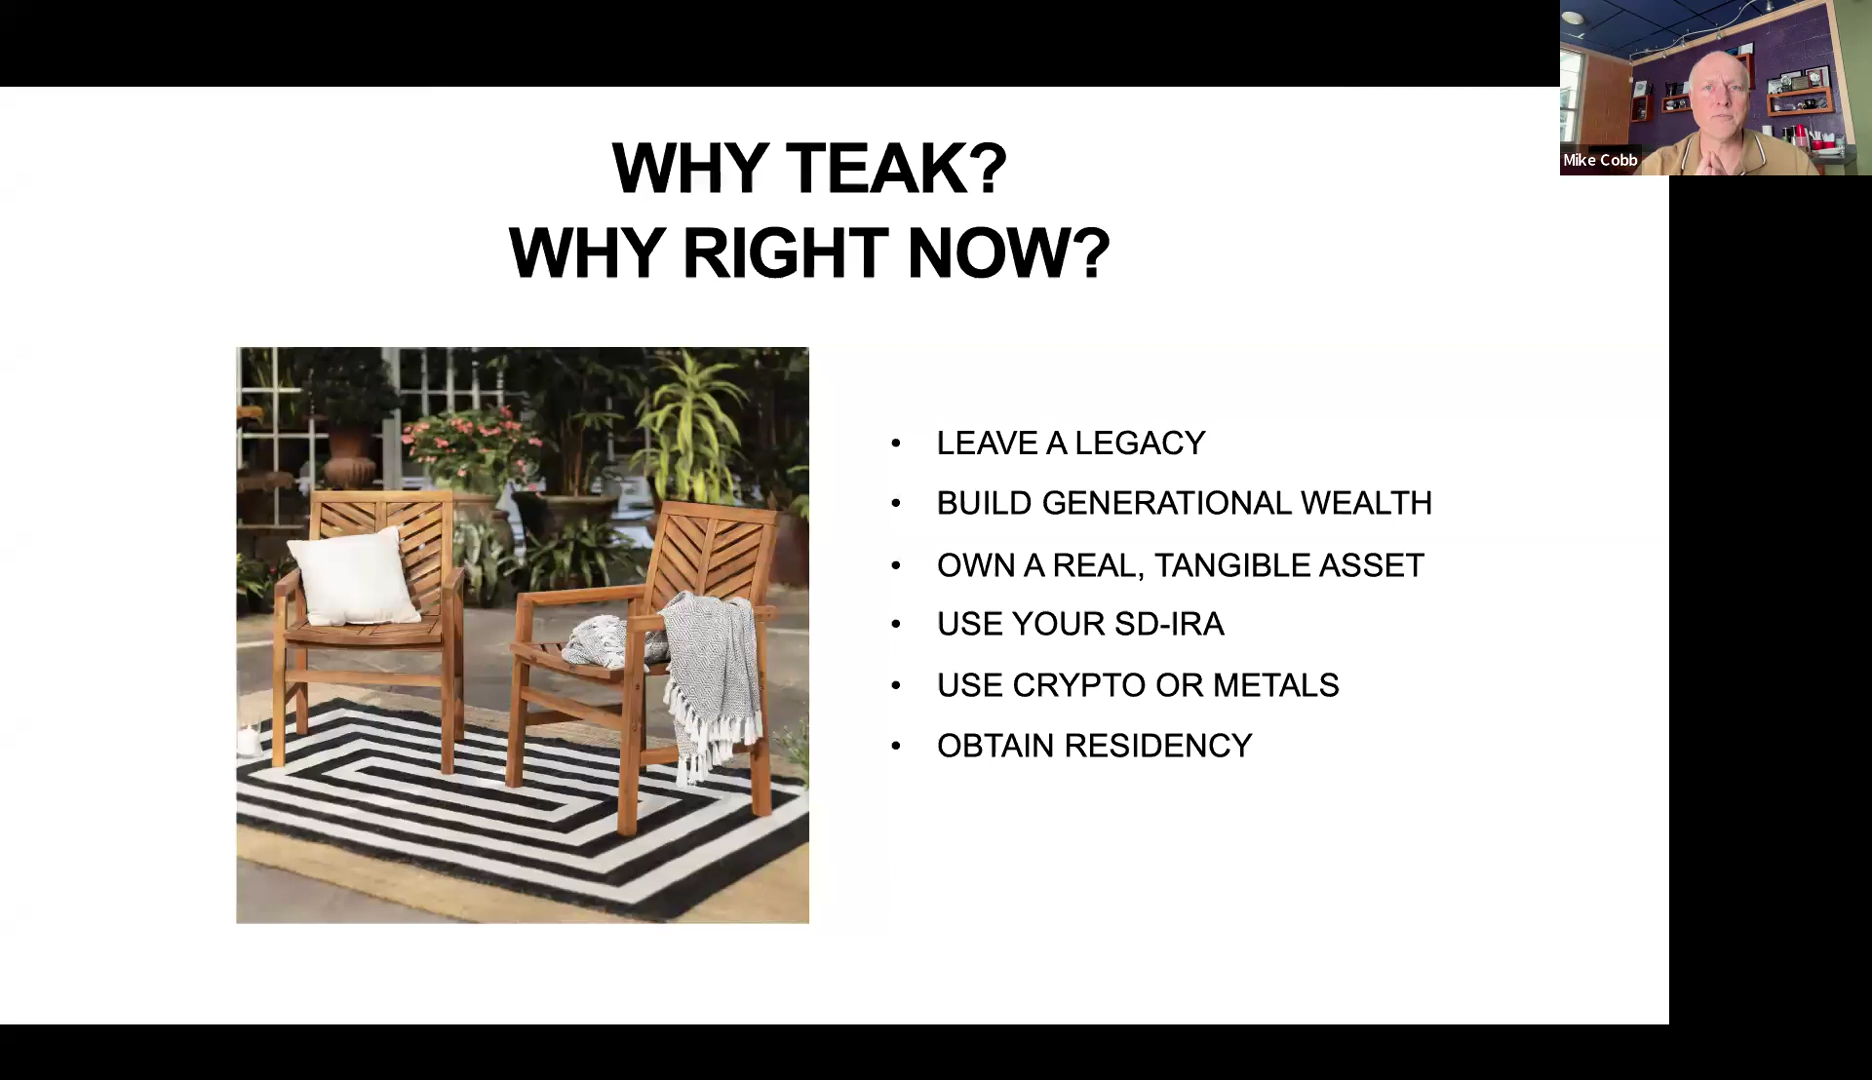 Mike Cobb
WHY TEAK?
WHY RIGHT NOW?
• LEAVE A LEGACY
• BUILD GENERATIONAL WEALTH
• OWN A REAL, TANGIBLE ASSET
• USE YOUR SD-IRA
• USE CRYPTO OR METALS
• OBTAIN RESIDENCY